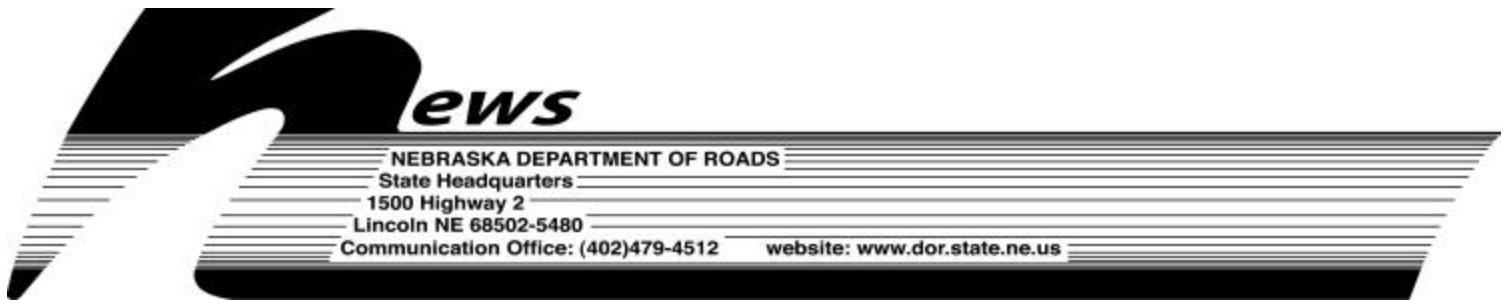 news
NEBRASKA DEPARTMENT OF ROADS
State Headquarters
1500 Highway 2
Lincoln NE 68502-5480
Communication Office: (402)479-4512 website: www.dor.state.ne.us